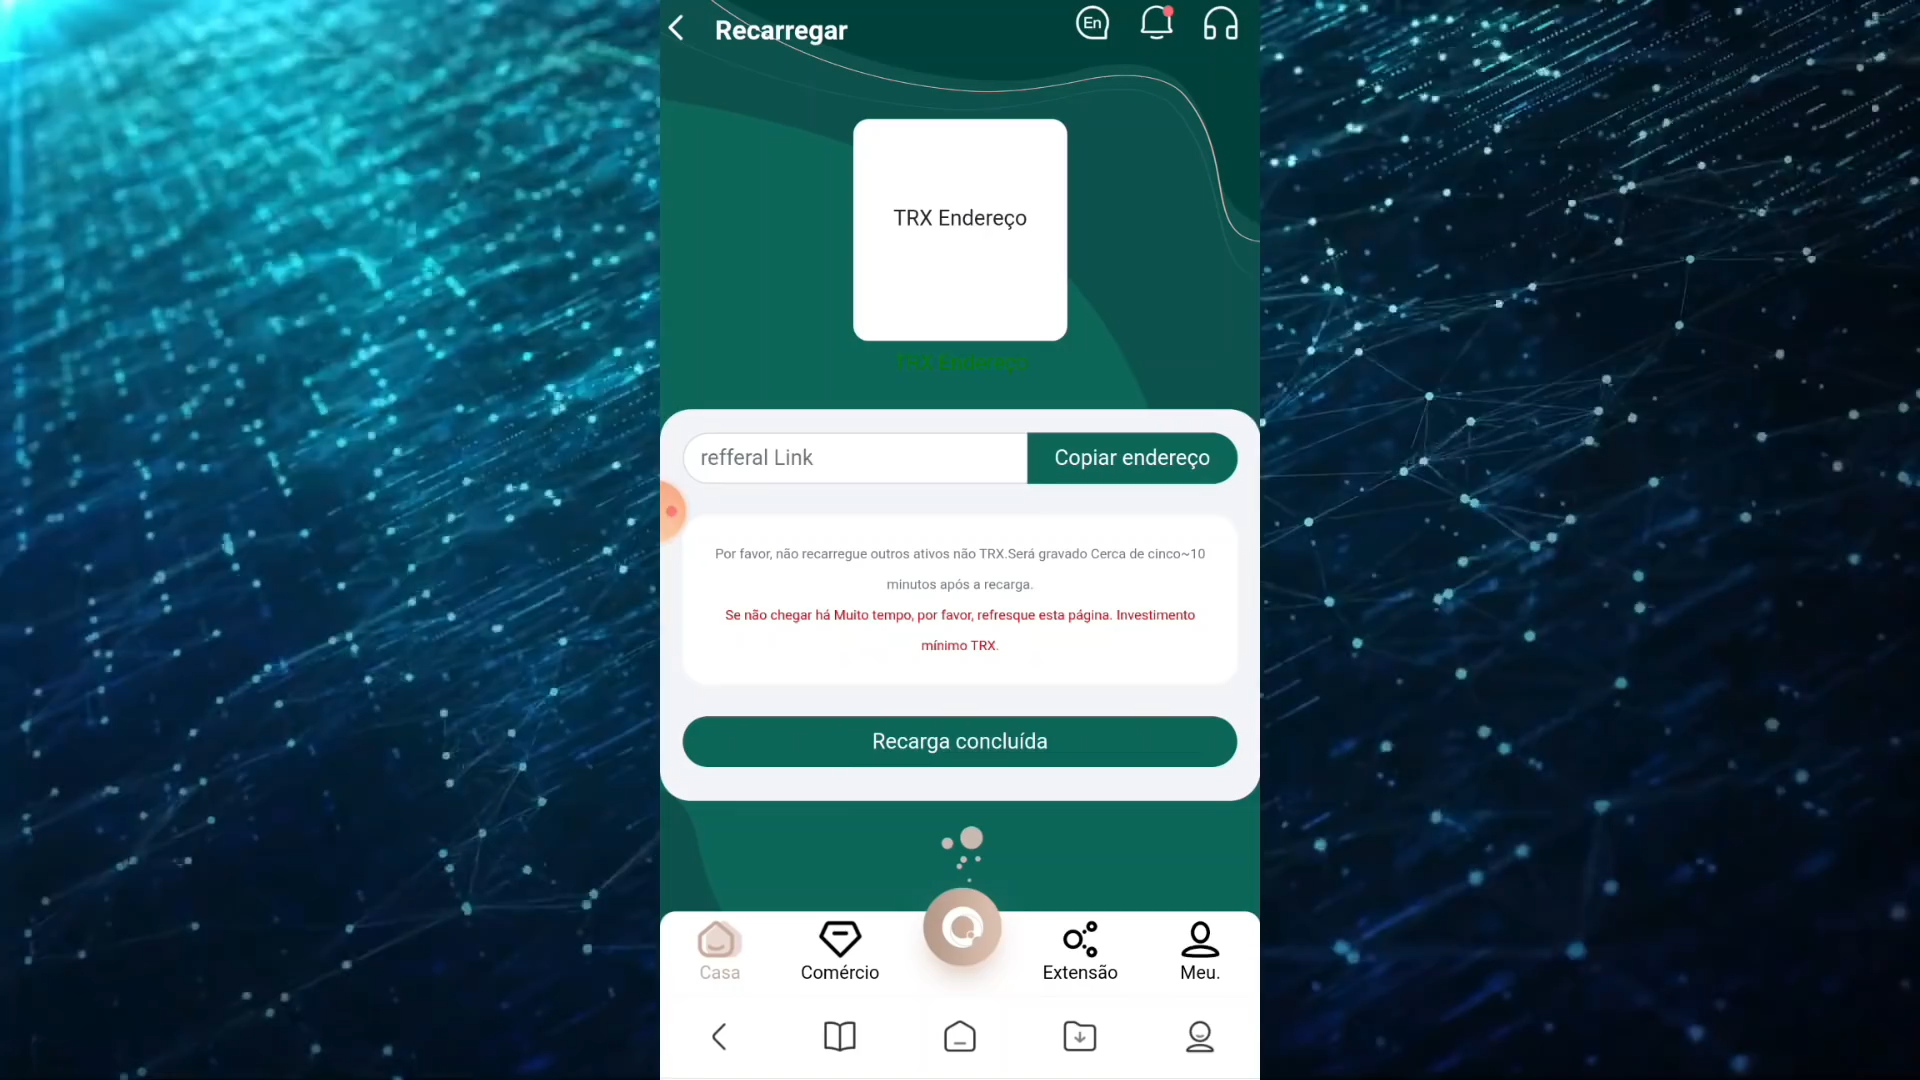 Recarregar
En
TRX Endereço
TRX Endereço
refferal Link
Copiar endereço
Por favor, não recarregue outros ativos não TRX.Será gravado Cerca de cinco~10
minutos após a recarga.
Se não chegar há Muito tempo, por favor, refresque esta página. Investimento
mínimo TRX.
Recarga concluída
Casa
Comércio
Extensão
Meu.